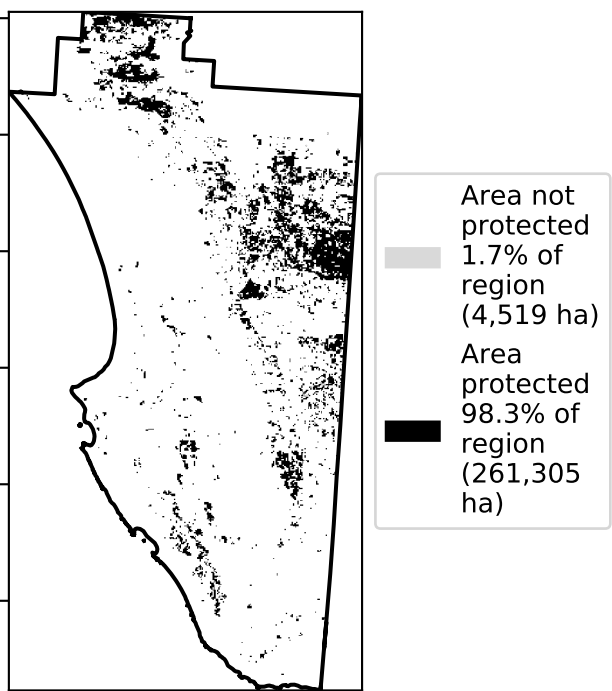 Area not
protected
1.7% of
region
(4,519 ha)
Area
protected
98.3% of
region
(261,305
ha)